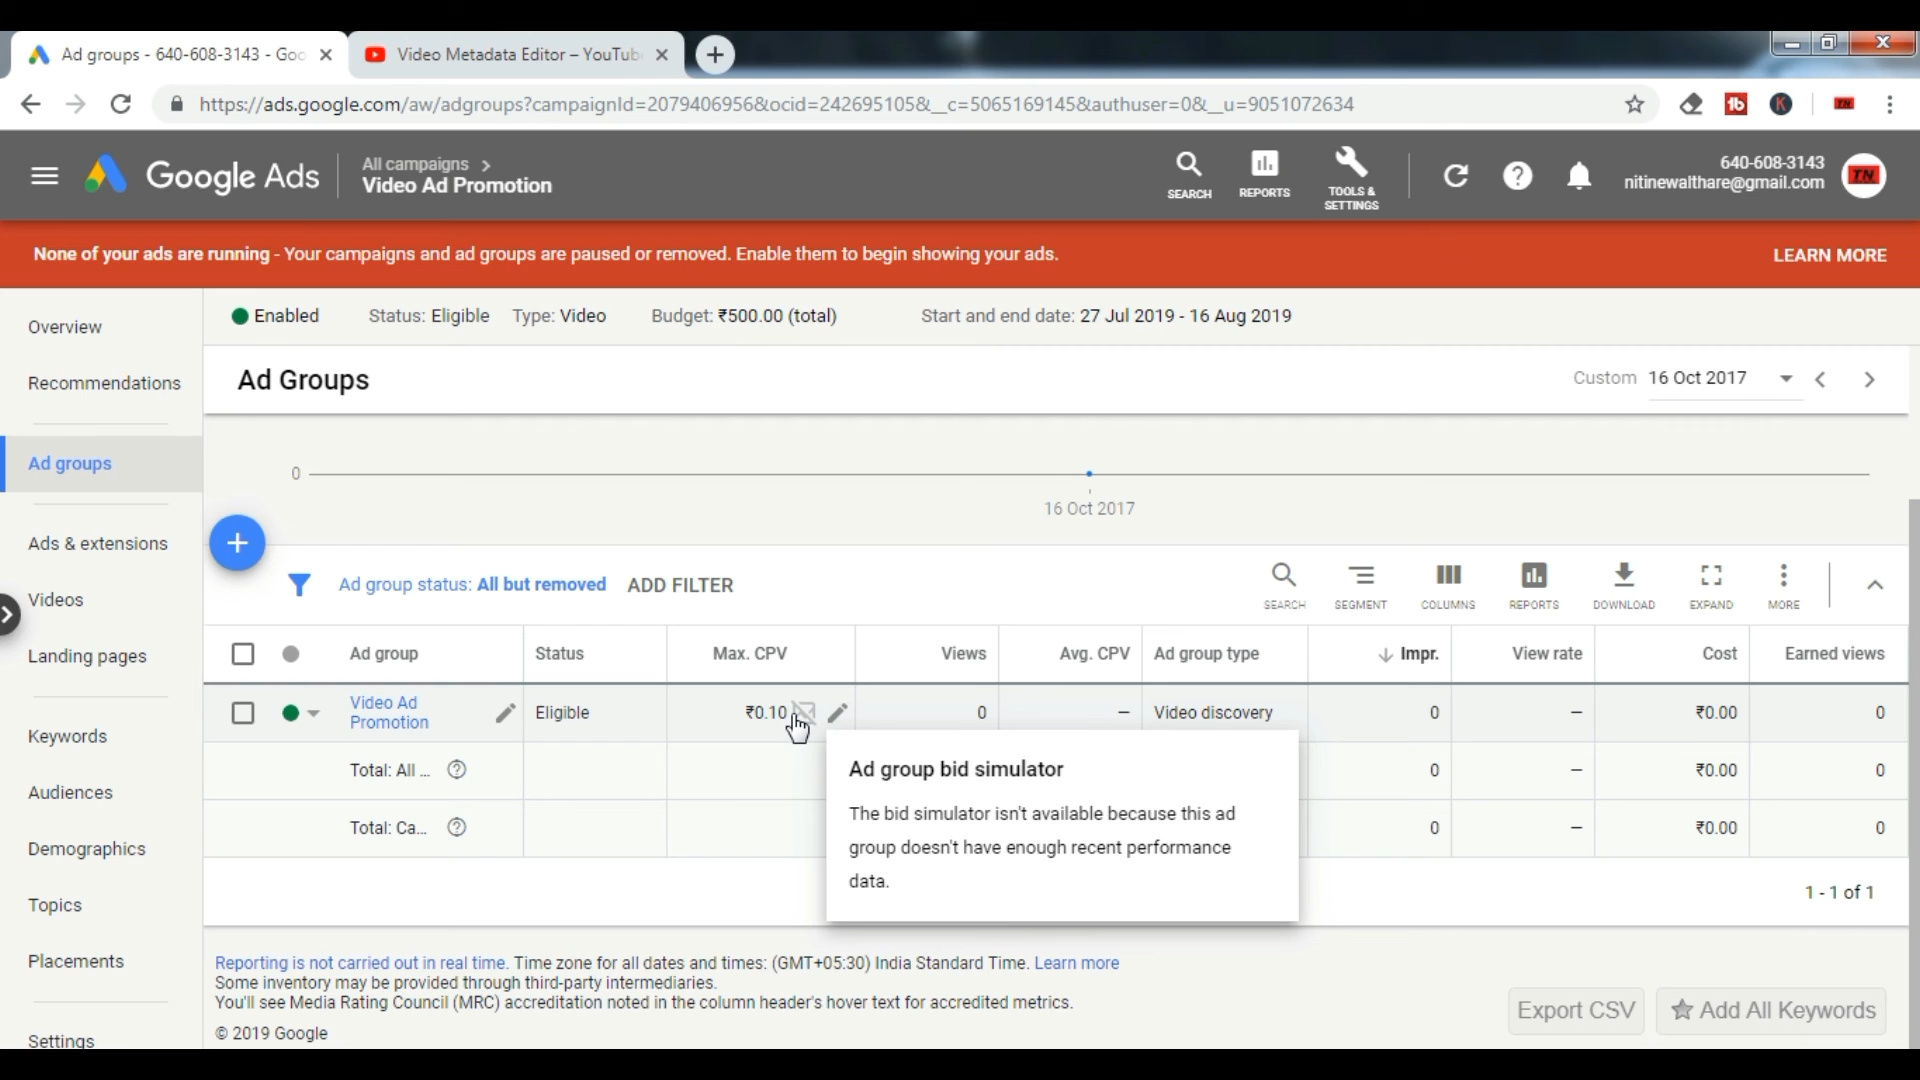 Ad groups - 640-608-3143 - Goo
Video Metadata Editor – YouTub
https://ads.google.com/aw/adgroups?campaignId=2079406956&ocid=242695105&__c=5065169145&authuser=0&__u=9051072634
Google Ads
All campaigns >
Video Ad Promotion
SEARCH
REPORTS
TOOLS &
SETTINGS
640-608-3143
nitinewalthare@gmail.com
T.N
None of your ads are running - Your campaigns and ad groups are paused or removed. Enable them to begin showing your ads.
LEARN MORE
Overview
Recommendations
Ad groups
Ads & extensions
Videos
Landing pages
Keywords
Audiences
Demographics
Topics
Placements
Settings
Enabled Status: Eligible Type: Video Budget: ₹500.00 (total) Start and end date: 27 Jul 2019 - 16 Aug 2019
Ad Groups
Custom 16 Oct 2017
0
16 Oct 2017
Ad group status: All but removed ADD FILTER
SEARCH SEGMENT COLUMNS REPORTS DOWNLOAD EXPAND MORE
Ad group Status Max. CPV Views Avg. CPV Ad group type Impr. View rate Cost Earned views
Video Ad
Promotion
Eligible ₹0.10 0 – Video discovery 0 – ₹0.00 0
Total: All ... 0 – ₹0.00 0
Total: Ca... 0 – ₹0.00 0
Ad group bid simulator
The bid simulator isn't available because this ad
group doesn't have enough recent performance
data.
1 - 1 of 1
Reporting is not carried out in real time. Time zone for all dates and times: (GMT+05:30) India Standard Time. Learn more
Some inventory may be provided through third-party intermediaries.
You'll see Media Rating Council (MRC) accreditation noted in the column header's hover text for accredited metrics.
© 2019 Google
Export CSV
Add All Keywords